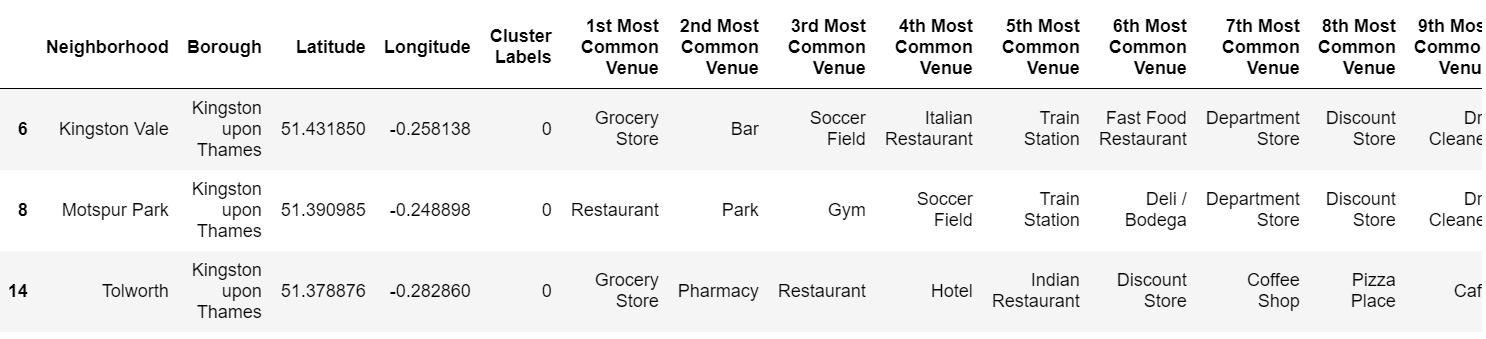 Neighborhood Borough Latitude Longitude Cluster Labels 1st Most Common Venue 2nd Most Common Venue 3rd Most Common Venue 4th Most Common Venue 5th Most Common Venue 6th Most Common Venue 7th Most Common Venue 8th Most Common Venue 9th
6 Kingston Vale Kingston upon Thames 51.431850 -0.258138 0 Grocery Store Bar Soccer Field Italian Restaurant Train Station Fast Food Restaurant Department Store Discount Store
8 Motspur Park Kingston upon Thames 51.390985 -0.248898 0 Restaurant Park Gym Soccer Field Train Station Deli / Bodega Department Store Discount Store
14 Tolworth Kingston upon Thames 51.378876 -0.282860 0 Grocery Store Pharmacy Restaurant Hotel Indian Restaurant Discount Store Coffee Shop Pizza Place